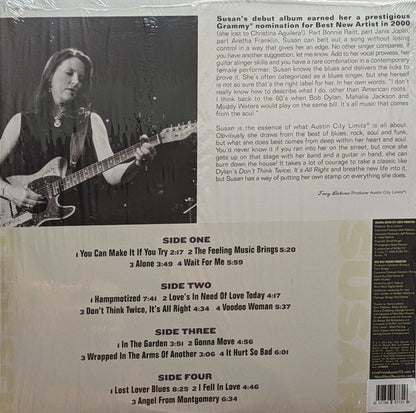 Susan's debut album earned her a prestigious
Grammy® nomination for Best New Artist in 2000
(she lost to Christina Aguilera!). Part Bonnie Raitt, part Janis Joplin,
part Aretha Franklin. Susan can belt out a song without losing
control in a way that gives her an edge. No other singer compares. If
you have another suggestion, let me know. Add to her vocal prowess, her
guitar slinger skills and you have a rare combination in a contemporary
female performer. Susan knows the blues and delivers the licks to
prove it. She's often categorized as a blues singer, but she herself
is not so sure that's the right label for her. In her own words, "I
don't know what I would call what I do, other than American roots.
I think back to the 60's when Bob Dylan, Mahalia Jackson and
Muddy Waters would play on the same bill. It's all music that comes
from the soul."
Susan is the essence of what Austin City Limits® is all about.
Obviously she draws from the best of blues, rock, soul and funk,
but what she does best comes from deep within her heart and soul.
You'd never know it if you ran into her on the street, but once she
gets up on that stage with her band and a guitar in hand, she can
burn down the house! It takes a lot of courage to take a classic like
Dylan's Don't Think Twice, It's All Right and breathe new life into it,
but Susan has a way of putting her own stamp on everything she does.
Terry Lickona (Producer Austin City Limits®)
SIDE ONE
1 You Can Make It If You Try 2:17 2 The Feeling Music Brings 5:20
3 Alone 3:49 4 Wait For Me 5:59
SIDE TWO
1 Hampmotized 7:41 2 Love's In Need Of Love Today 4:17
3 Don't Think Twice, It's All Right 4:34 4 Voodoo Woman 5:37
SIDE THREE
1 In The Garden 5:51 2 Gonna Move 4:46
3 Wrapped In The Arms Of Another 3:06 4 It Hurt So Bad 6:01
SIDE FOUR
1 Lost Lover Blues 8:25 2 I Fell In Love 4:46
3 Angel From Montgomery 6:34